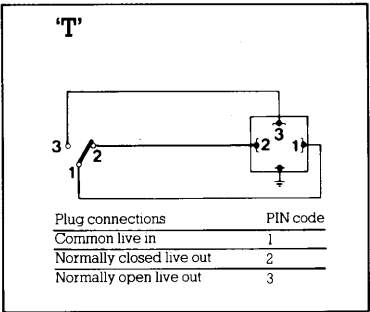 'T'
3
2
1
3
2
1
Plug connections PIN code
Common live in 1
Normally closed live out 2
Normally open live out 3